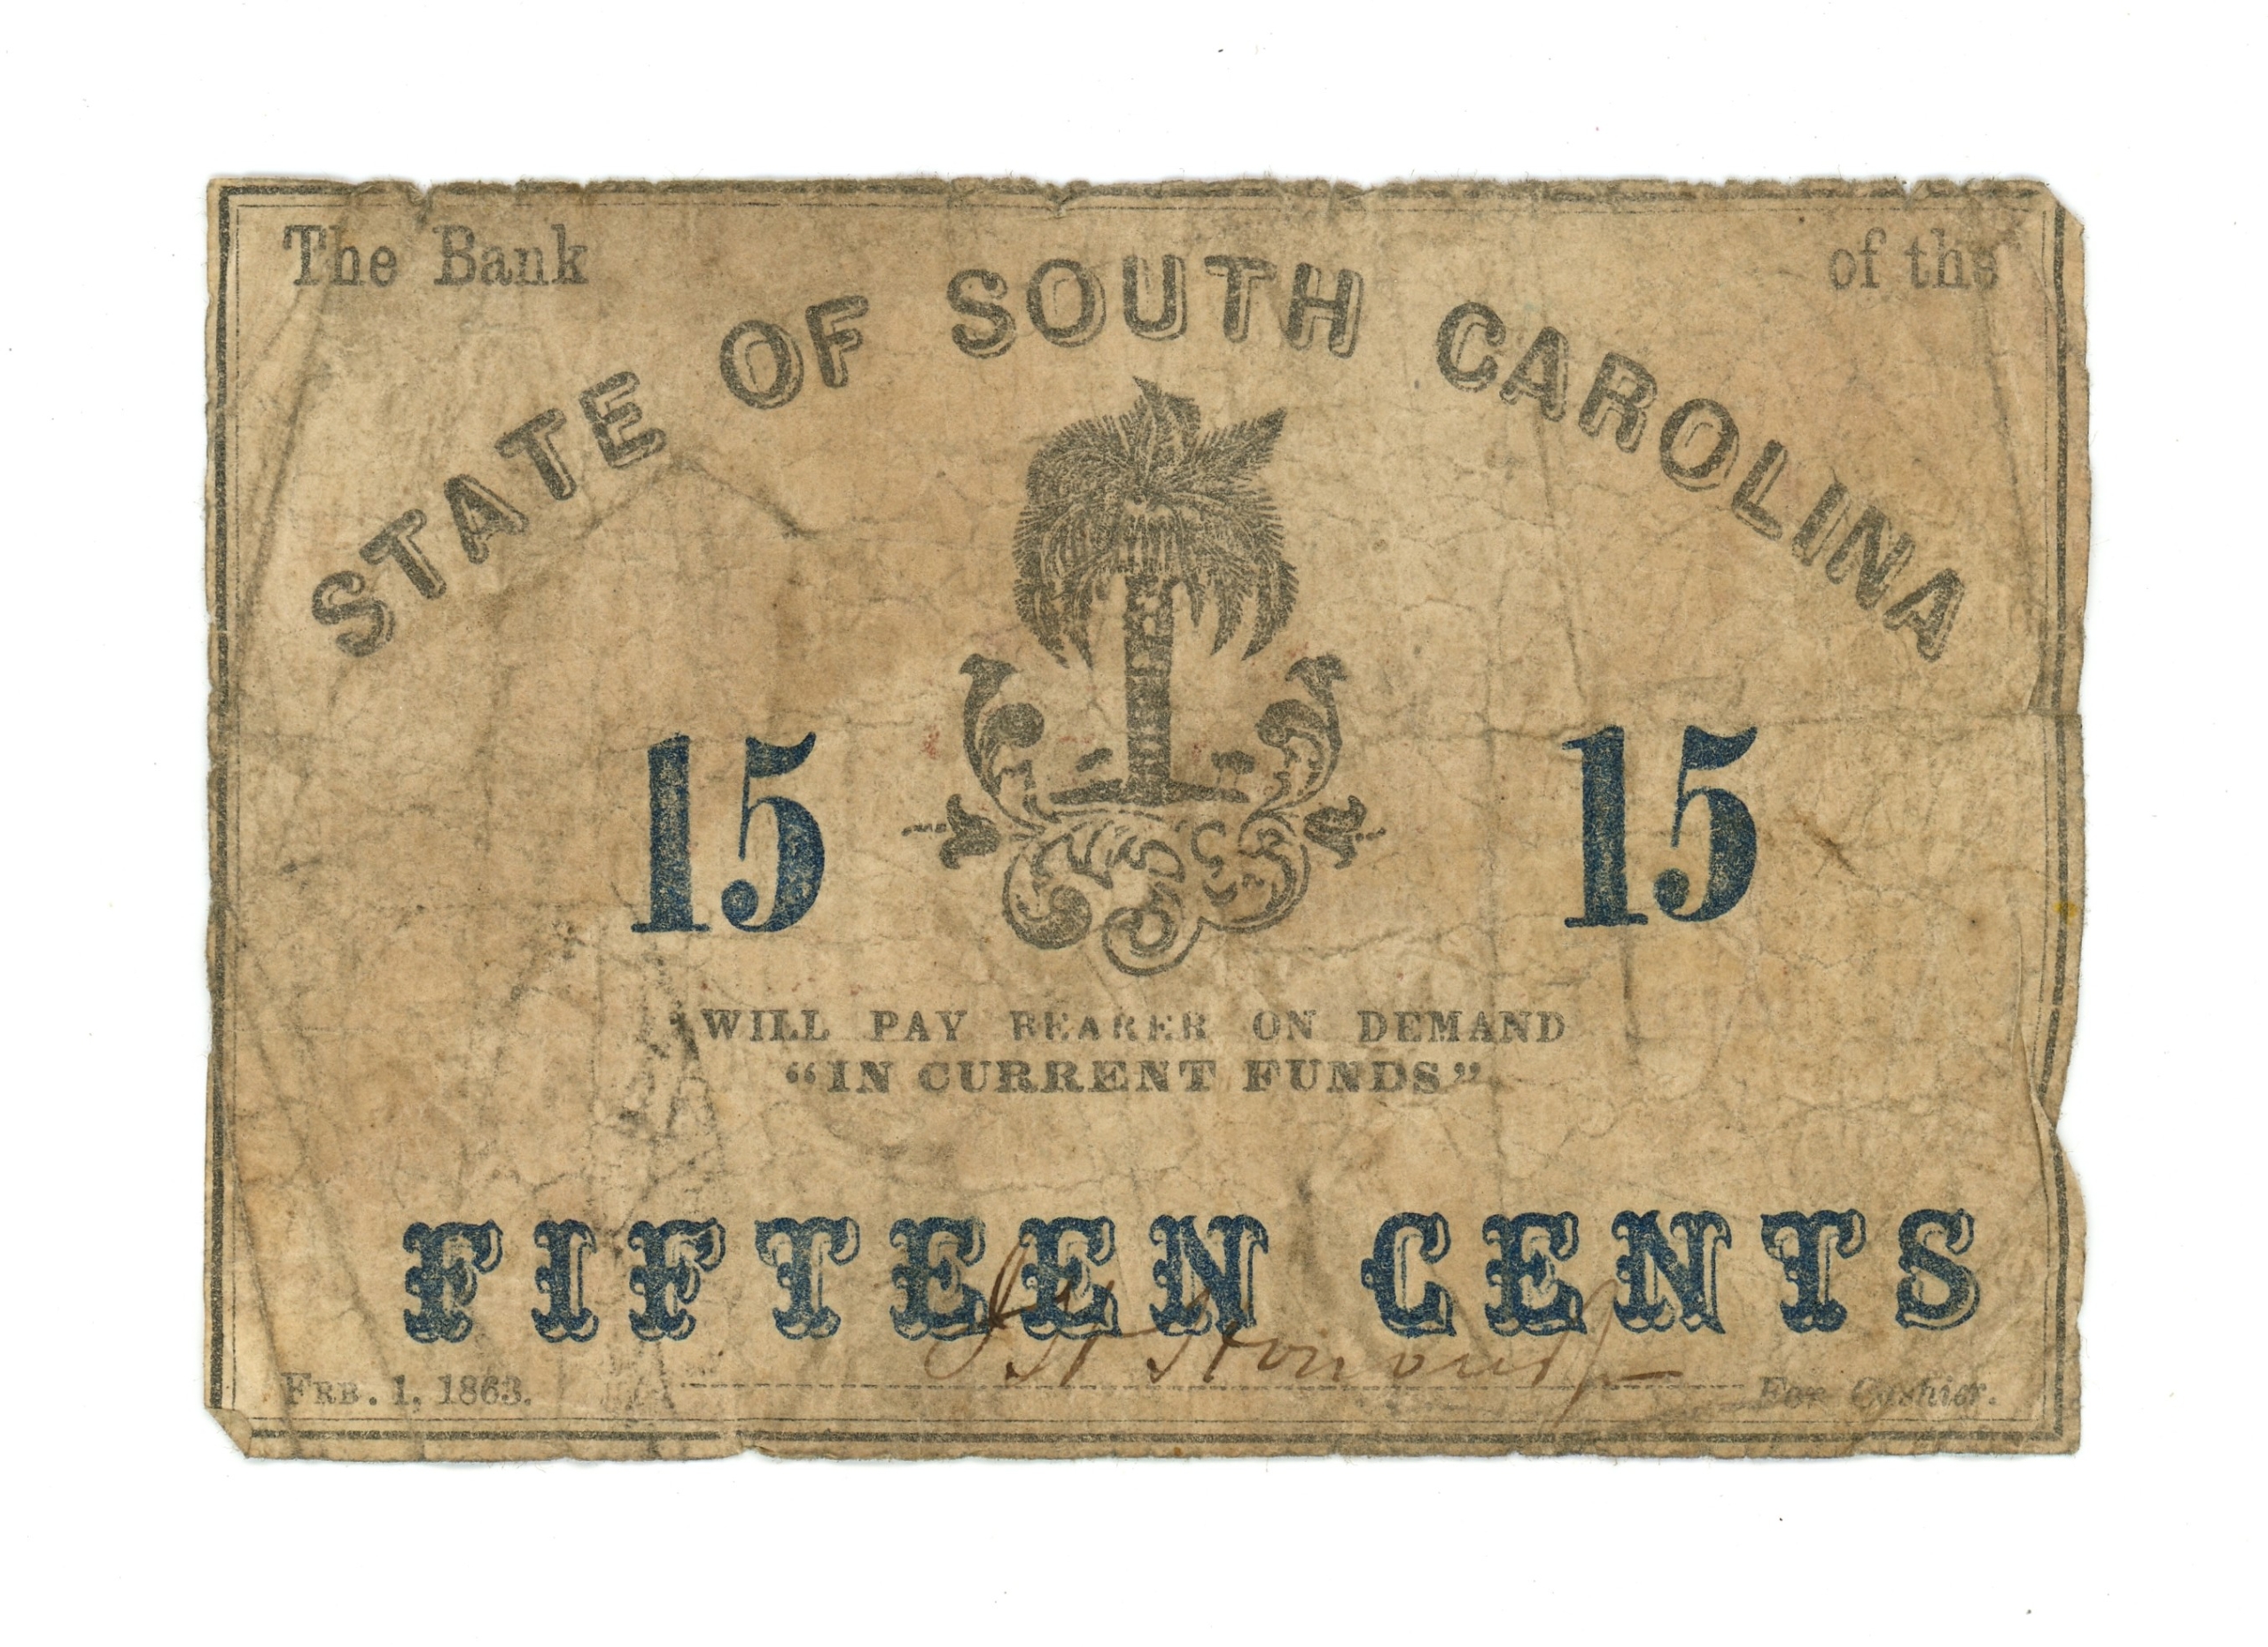 The Bank of the
STATE OF SOUTH CAROLINA
15 15
WILL PAY BEARER ON DEMAND
"IN CURRENT FUNDS"
FIFTEEN CENTS
FEB. 1, 1863. For Cashier.